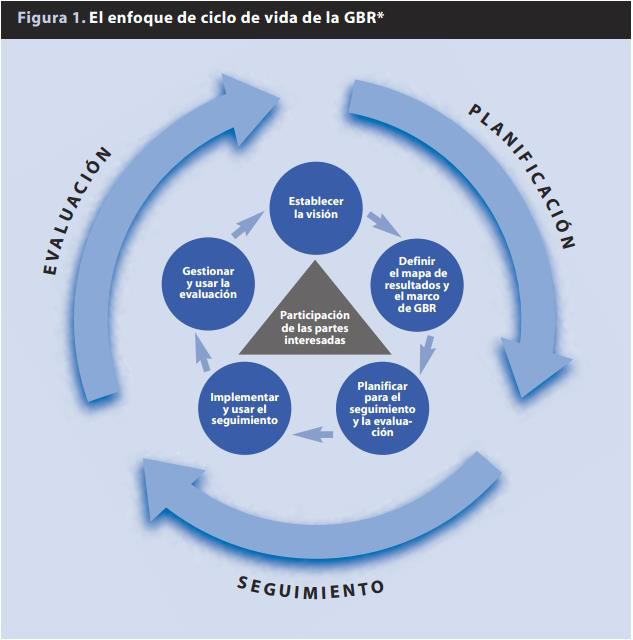 Figura 1. El enfoque de ciclo de vida de la GBR*
PLANIFICACIÓN
EVALUACIÓN
Establecer
la visión
Definir
el mapa de
resultados y
el marco
de GBR
Gestionar
y usar la
evaluación
Participación
de las partes
interesadas
Planificar
para el
seguimiento
y la evalua-
ción
Implementar
y usar el
seguimiento
SEGUIMIENTO